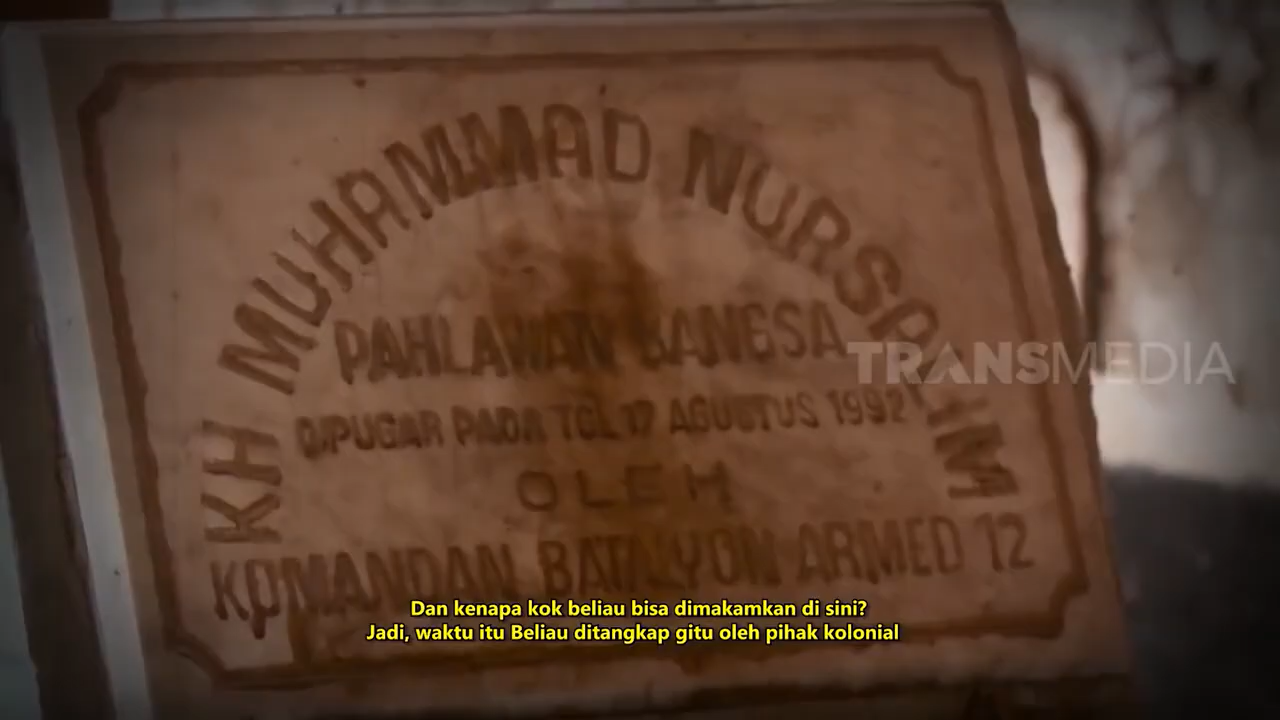 KH MUHAMMAD NURSALIM
PAHLAWAN BANGSA
DIPUGAR PADA TGL 17 AGUSTUS 1992
OLEH
KOMANDAN BATALYON ARMED 12
TRANSMEDIA
Dan kenapa kok beliau bisa dimakamkan di sini?
Jadi, waktu itu Beliau ditangkap gitu oleh pihak kolonial